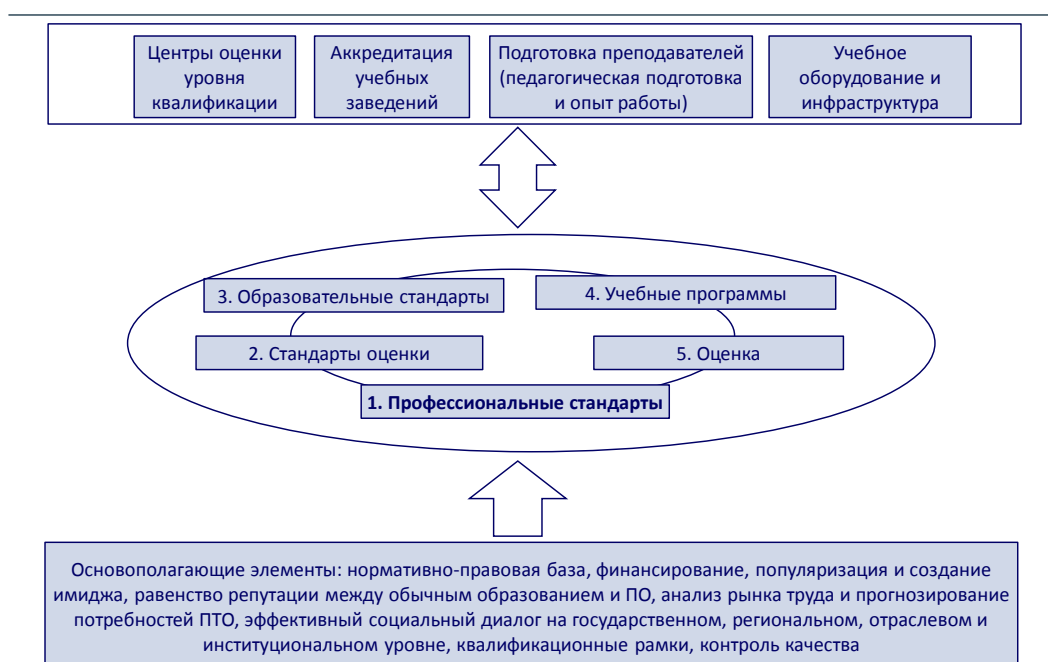 Центры оценки
уровня
квалификации
Аккредитация
учебных
заведений
Подготовка преподавателей
(педагогическая подготовка
и опыт работы)
Учебное
оборудование и
инфраструктура
3. Образовательные стандарты
4. Учебные программы
2. Стандарты оценки
5. Оценка
1. Профессиональные стандарты
Основополагающие элементы: нормативно-правовая база, финансирование, популяризация и создание
имиджа, равенство репутации между обычным образованием и ПО, анализ рынка труда и прогнозирование
потребностей ПТО, эффективный социальный диалог на государственном, региональном, отраслевом и
институциональном уровне, квалификационные рамки, контроль качества